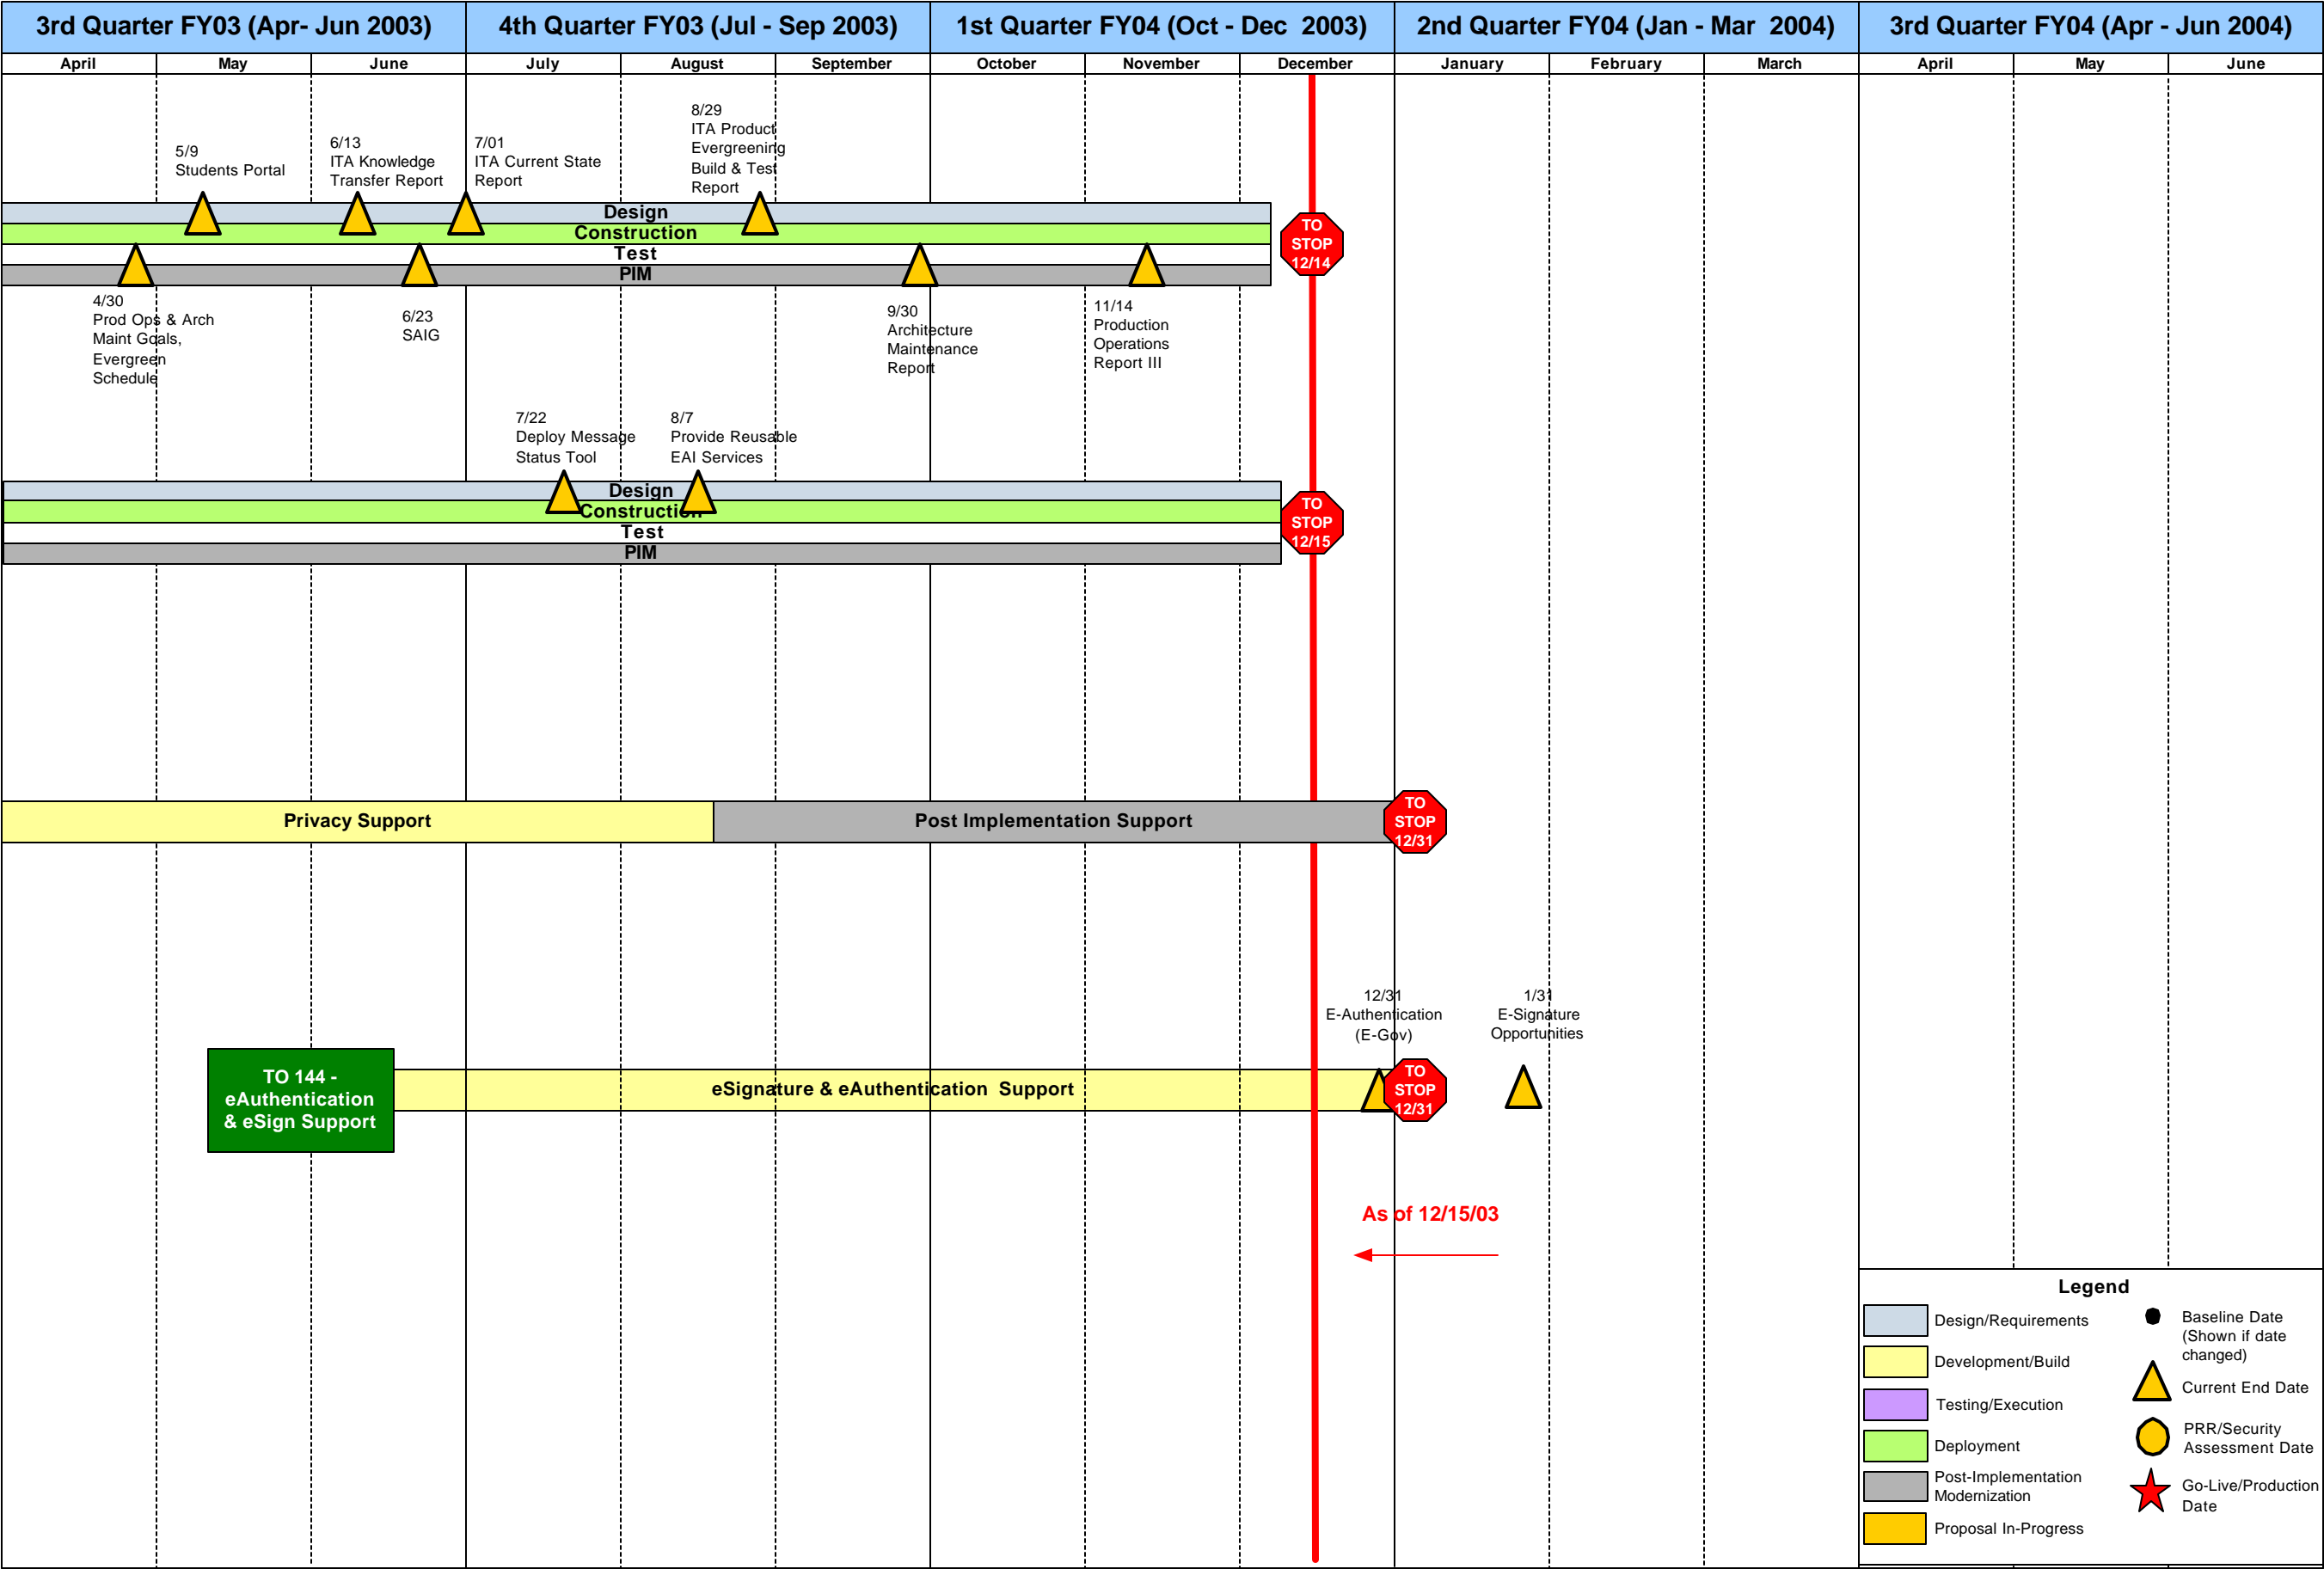 3rd Quarter FY03 (Apr- Jun 2003)
4th Quarter FY03 (Jul - Sep 2003)
1st Quarter FY04 (Oct - Dec 2003)
2nd Quarter FY04 (Jan - Mar 2004)
3rd Quarter FY04 (Apr - Jun 2004)
April
May
June
July
August
September
October
November
December
January
February
March
April
May
June
5/9
Students Portal
6/13
ITA Knowledge
Transfer Report
7/01
ITA Current State
Report
8/29
ITA Product
Evergreening
Build & Test
Report
Design
Construction
Test
PIM
TO
STOP
12/14
4/30
Prod Ops & Arch
Maint Goals,
Evergreen
Schedule
6/23
SAIG
9/30
Architecture
Maintenance
Report
11/14
Production
Operations
Report III
7/22
Deploy Message
Status Tool
8/7
Provide Reusable
EAI Services
Design
Construction
Test
PIM
TO
STOP
12/15
Privacy Support
Post Implementation Support
TO
STOP
12/31
12/31
E-Authentication
(E-Gov)
1/31
E-Signature
Opportunities
TO 144 -
eAuthentication
& eSign Support
eSignature & eAuthentication Support
TO
STOP
12/31
As of 12/15/03
Legend
Design/Requirements
Development/Build
Testing/Execution
Deployment
Post-Implementation
Modernization
Proposal In-Progress
Baseline Date
(Shown if date
changed)
Current End Date
PRR/Security
Assessment Date
Go-Live/Production
Date